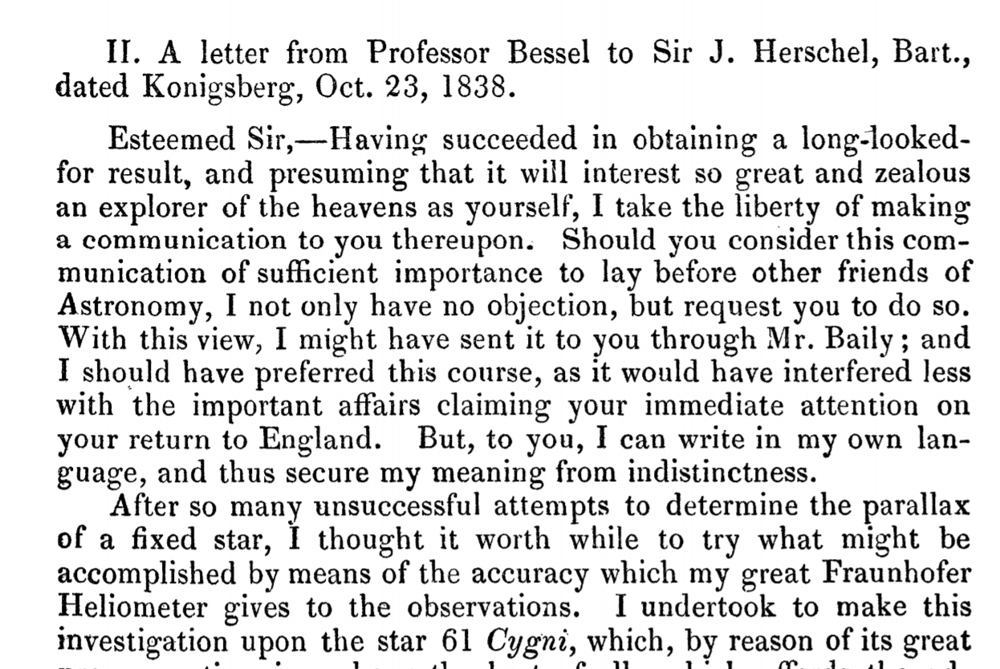 II. A letter from Professor Bessel to Sir J. Herschel, Bart.,
dated Konigsberg, Oct. 23, 1838.
Esteemed Sir,—Having succeeded in obtaining a long-looked-
for result, and presuming that it will interest so great and zealous
an explorer of the heavens as yourself, I take the liberty of making
a communication to you thereupon. Should you consider this com-
munication of sufficient importance to lay before other friends of
Astronomy, I not only have no objection, but request you to do so.
With this view, I might have sent it to you through Mr. Baily; and
I should have preferred this course, as it would have interfered less
with the important affairs claiming your immediate attention on
your return to England. But, to you, I can write in my own lan-
guage, and thus secure my meaning from indistinctness.
After so many unsuccessful attempts to determine the parallax
of a fixed star, I thought it worth while to try what might be
accomplished by means of the accuracy which my great Fraunhofer
Heliometer gives to the observations. I undertook to make this
investigation upon the star 61 Cygni, which, by reason of its great